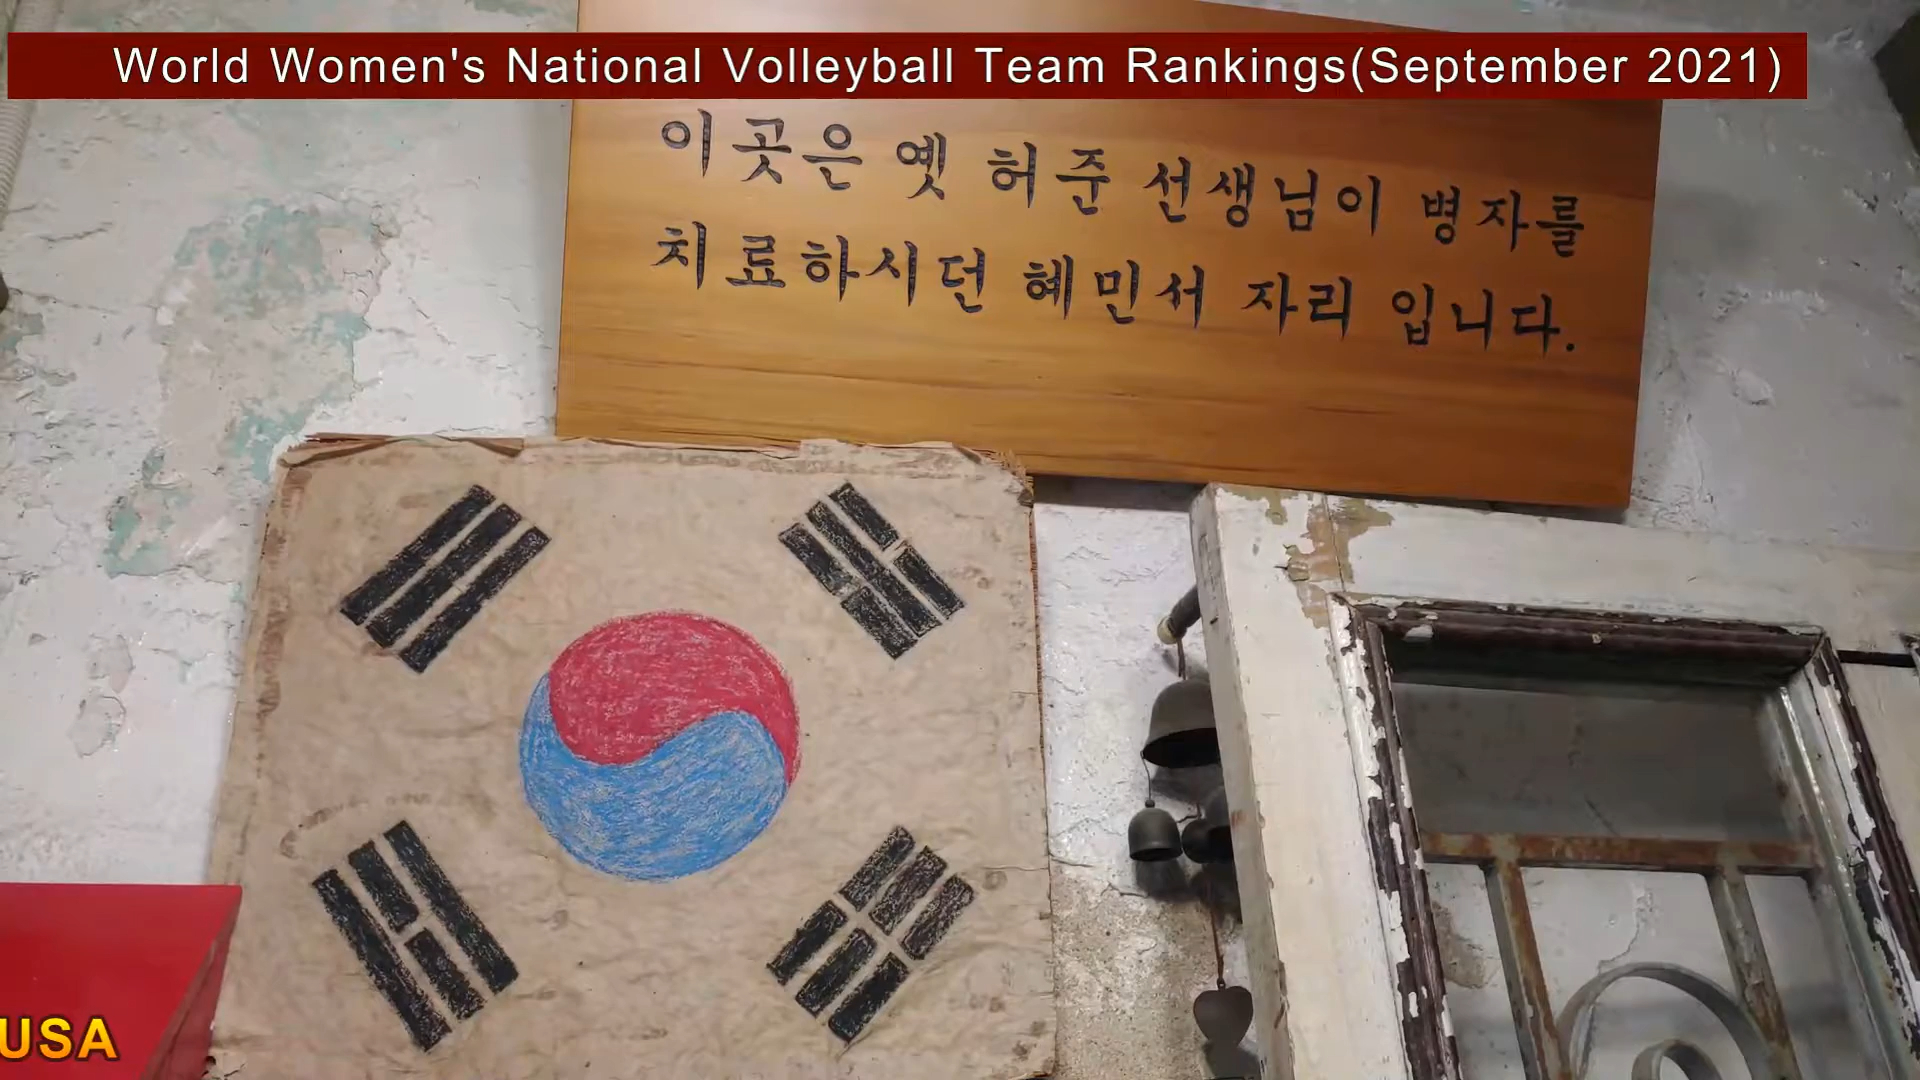 World Women's National Volleyball Team Rankings(September 2021)
이곳은 옛 허준 선생님이 병자를
치료하시던 혜민서 자리 입니다.
USA